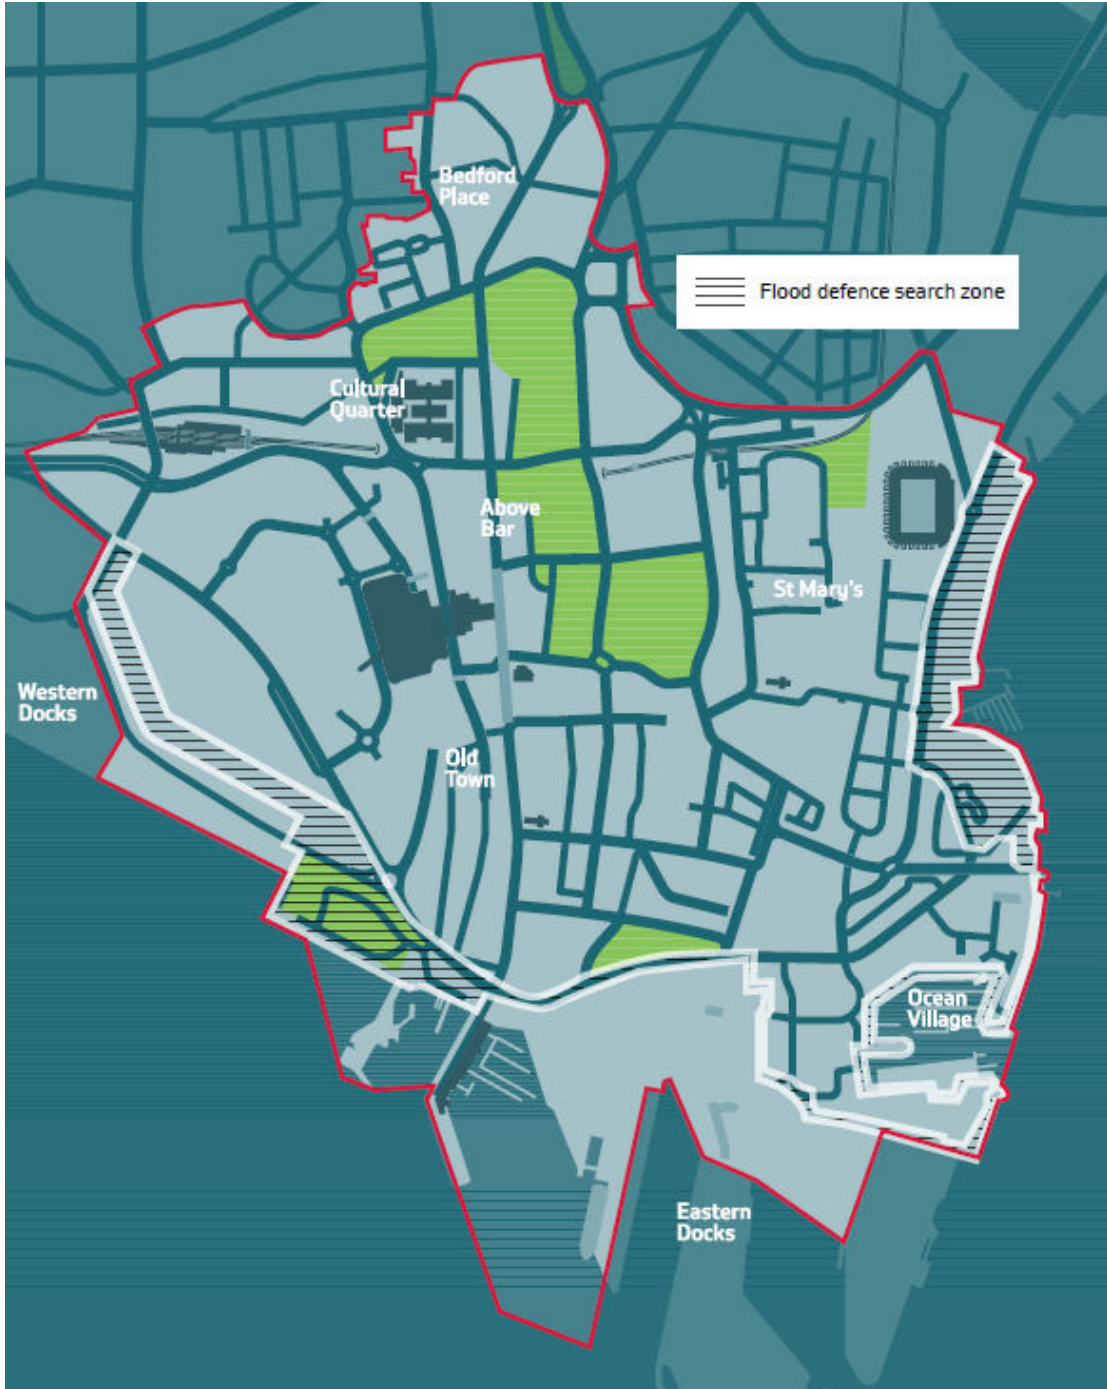 Bedford
Place
Flood defence search zone
Cultural
Quarter
Above
Bar
St Mary's
Western
Docks
Old
Town
Ocean
Village
Eastern
Docks